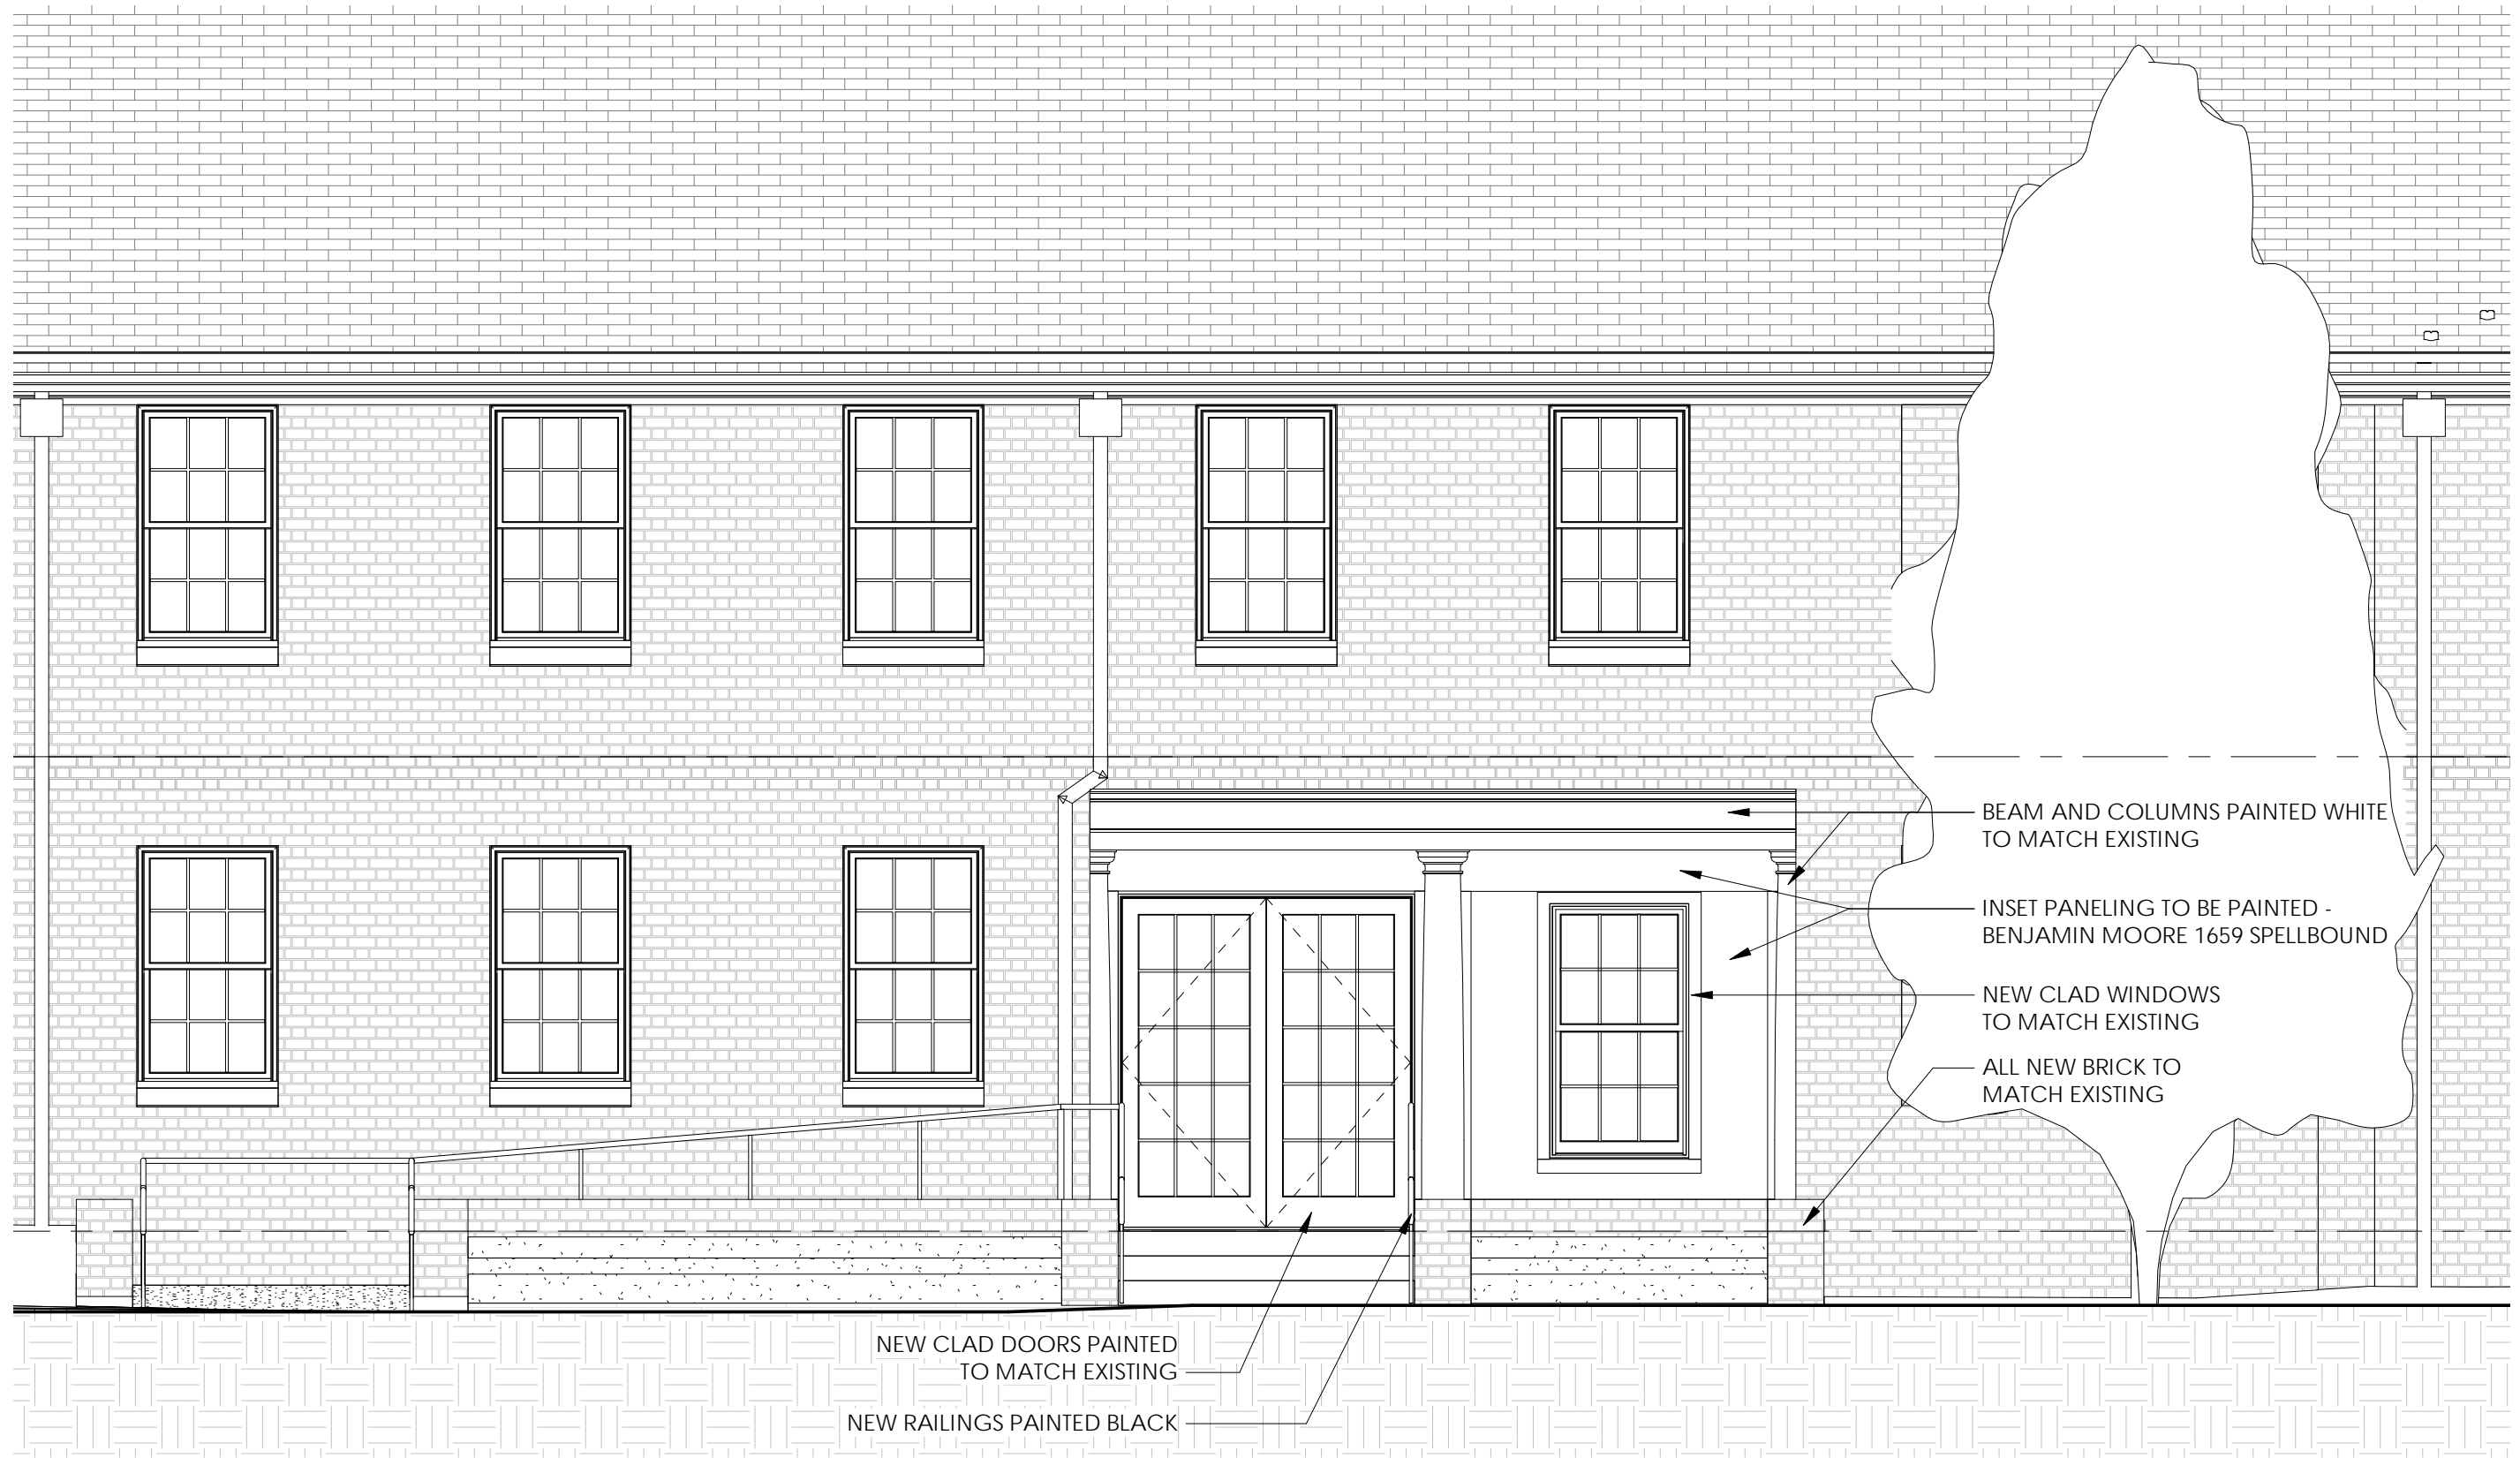 BEAM AND COLUMNS PAINTED WHITE
TO MATCH EXISTING
INSET PANELING TO BE PAINTED -
BENJAMIN MOORE 1659 SPELLBOUND
NEW CLAD WINDOWS
TO MATCH EXISTING
ALL NEW BRICK TO
MATCH EXISTING
NEW CLAD DOORS PAINTED
TO MATCH EXISTING
NEW RAILINGS PAINTED BLACK